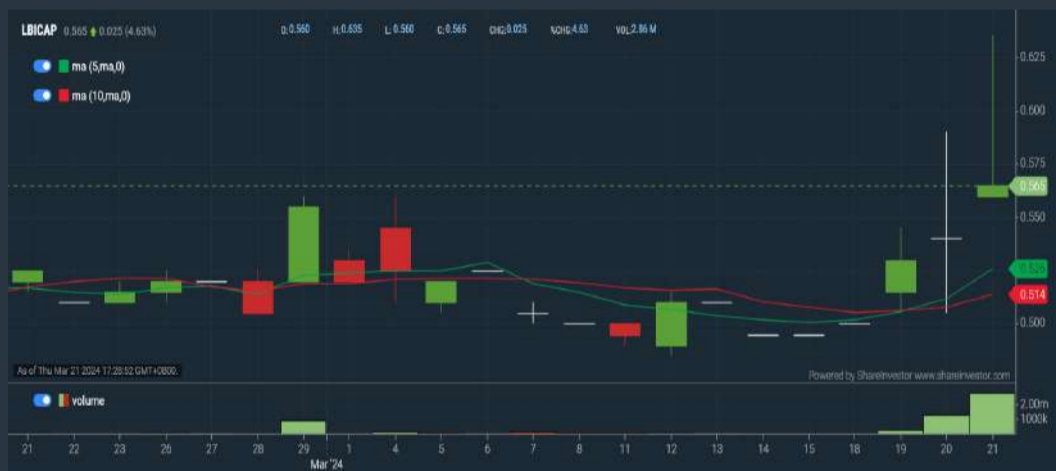 LBICAP 0.565 0.025 (4.63%) O: 0.560 H: 0.635 L: 0.560 C: 0.565 CHG: 0.025 %CHG: 4.63 VOL: 2.86 M
ma (5,ma,0)
ma (10,ma,0)
0.625
0.600
0.575
0.565
0.550
0.526
0.514
0.500
As of Thu Mar 21 2024 17:28:52 GMT+0800.
Powered by ShareInvestor www.shareinvestor.com
volume
2.00m
1000k
21 22 23 26 27 28 29 1 4 5 6 7 8 11 12 13 14 15 18 19 20 21
Mar '24